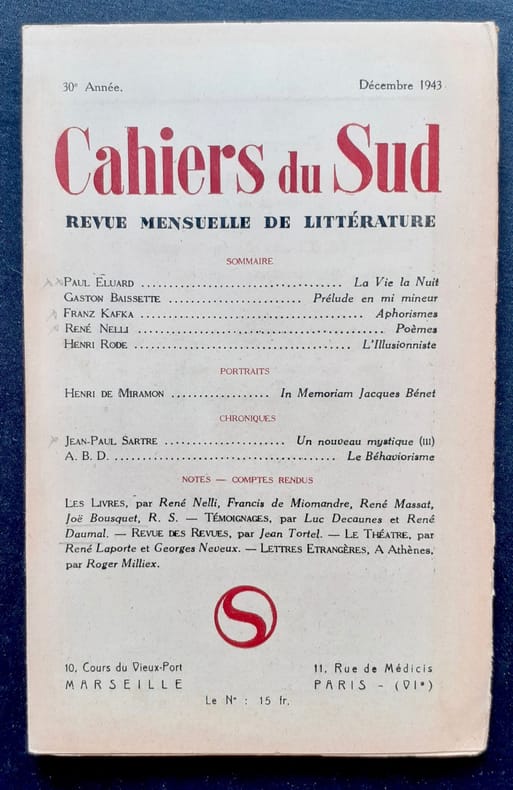 30e Année. Décembre 1943
Cahiers du Sud
REVUE MENSUELLE DE LITTÉRATURE
SOMMAIRE
PAUL ÉLUARD .................................. La Vie la Nuit
GASTON BAISSETTE ....................... Prélude en mi mineur
FRANZ KAFKA ...................................... Aphorismes
RENÉ NELLI .......................................... Poèmes
HENRI RODE ..................................... L'Illusionniste
PORTRAITS
HENRI DE MIRAMON ................. In Memoriam Jacques Bénet
CHRONIQUES
JEAN-PAUL SARTRE ..................... Un nouveau mystique (III)
A. B. D. ...................................... Le Béhaviorisme
NOTES — COMPTES RENDUS
LES LIVRES, par René Nelli, Francis de Miomandre, René Massat,
Joë Bousquet, R. S. — TÉMOIGNAGES, par Luc Decaunes et René
Daumal. — REVUE DES REVUES, par Jean Tortel. — LE THÉATRE, par
René Laporte et Georges Neveux. — LETTRES ETRANGÈRES, A Athènes,
par Roger Milliex.
S
10, Cours du Vieux-Port 11, Rue de Médicis
MARSEILLE PARIS - (VIe)
Le No : 15 fr.